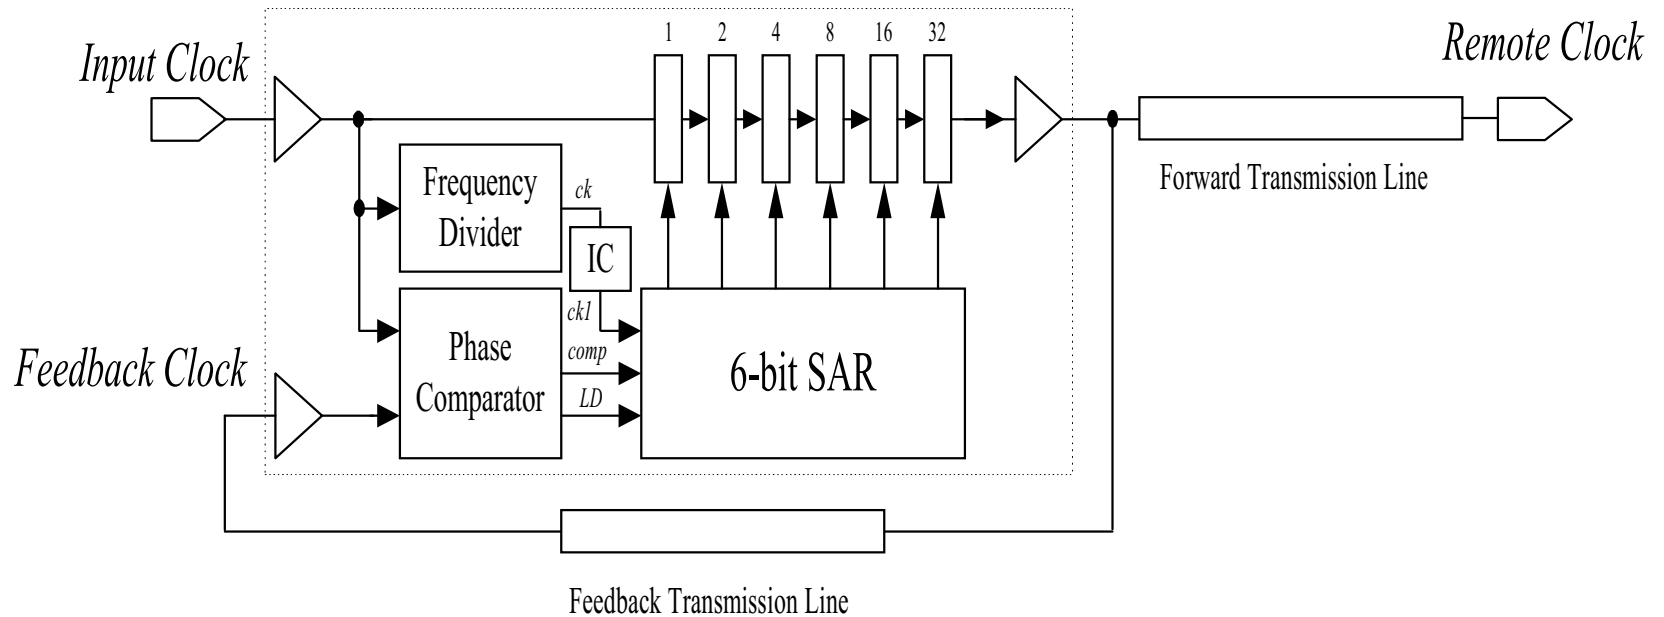 1 2 4 8 16 32
Input Clock
Remote Clock
Forward Transmission Line
Frequency
Divider
ck
IC
ck1
Phase
Comparator
comp
LD
6-bit SAR
Feedback Clock
Feedback Transmission Line